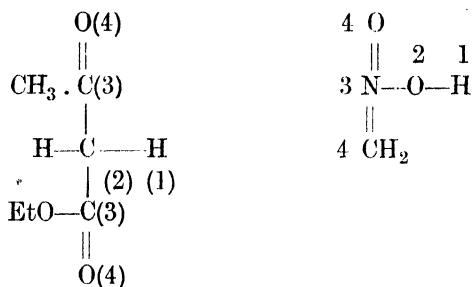 O(4)
CH₃.C(3)
H—C—H
(2) (1)
EtO—C(3)
O(4)
4 O
2 1
3 N—O—H
4 CH₂